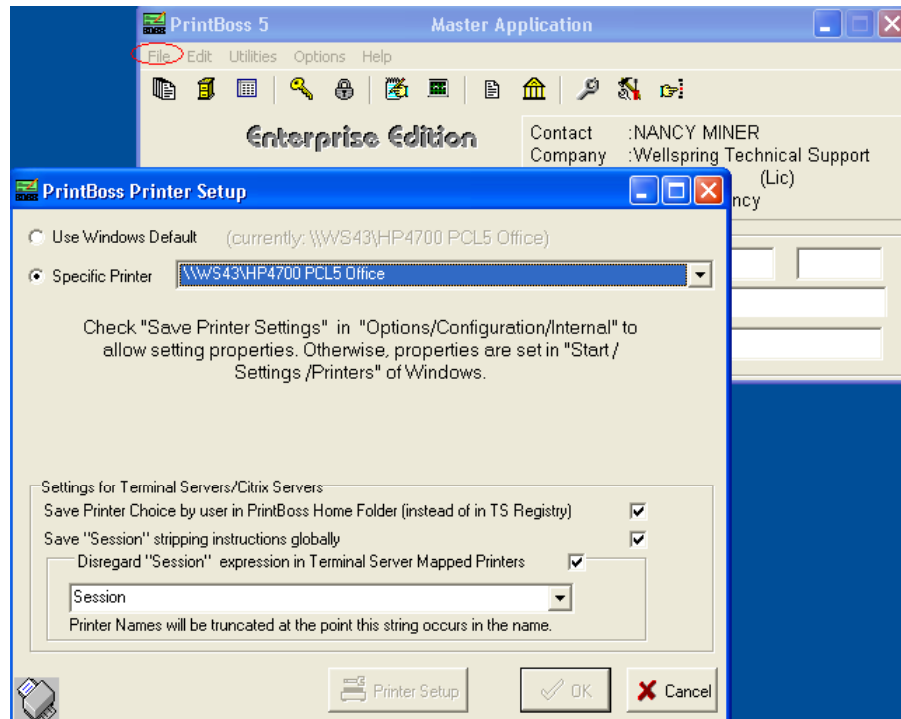 PrintBoss 5 Master Application
File Edit Utilities Options Help
Enterprise Edition
Contact :NANCY MINER
Company :Wellspring Technical Support
(Lic)
ncy
PrintBoss Printer Setup
Use Windows Default (currently: \\WS43\HP4700 PCL5 Office)
Specific Printer \\WS43\HP4700 PCL5 Office
Check "Save Printer Settings" in "Options/Configuration/Internal" to
allow setting properties. Otherwise, properties are set in "Start /
Settings /Printers" of Windows.
Settings for Terminal Servers/Citrix Servers
Save Printer Choice by user in PrintBoss Home Folder (instead of in TS Registry)
Save "Session" stripping instructions globally
Disregard "Session" expression in Terminal Server Mapped Printers
Session
Printer Names will be truncated at the point this string occurs in the name.
Printer Setup OK Cancel